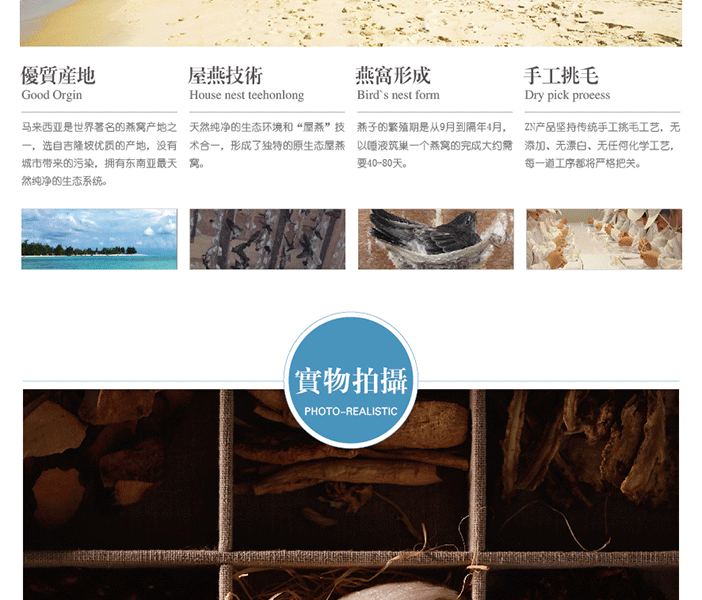 優質産地
Good Orgin
马来西亚是世界著名的燕窝产地之
一，选自吉隆坡优质的产地，没有
城市带来的污染，拥有东南亚最天
然纯净的生态系统。
屋燕技術
House nest teehonlong
天然纯净的生态环境和“屋燕”技
术合一，形成了独特的原生态屋燕
窝。
燕窩形成
Bird`s nest form
燕子的繁殖期是从9月到隔年4月，
以唾液筑巢一个燕窝的完成大约需
要40-80天。
手工挑毛
Dry pick proeess
ZN产品坚持传统手工挑毛工艺，无
添加、无漂白、无任何化学工艺，
每一道工序都将严格把关。
實物拍攝
PHOTO-REALISTIC